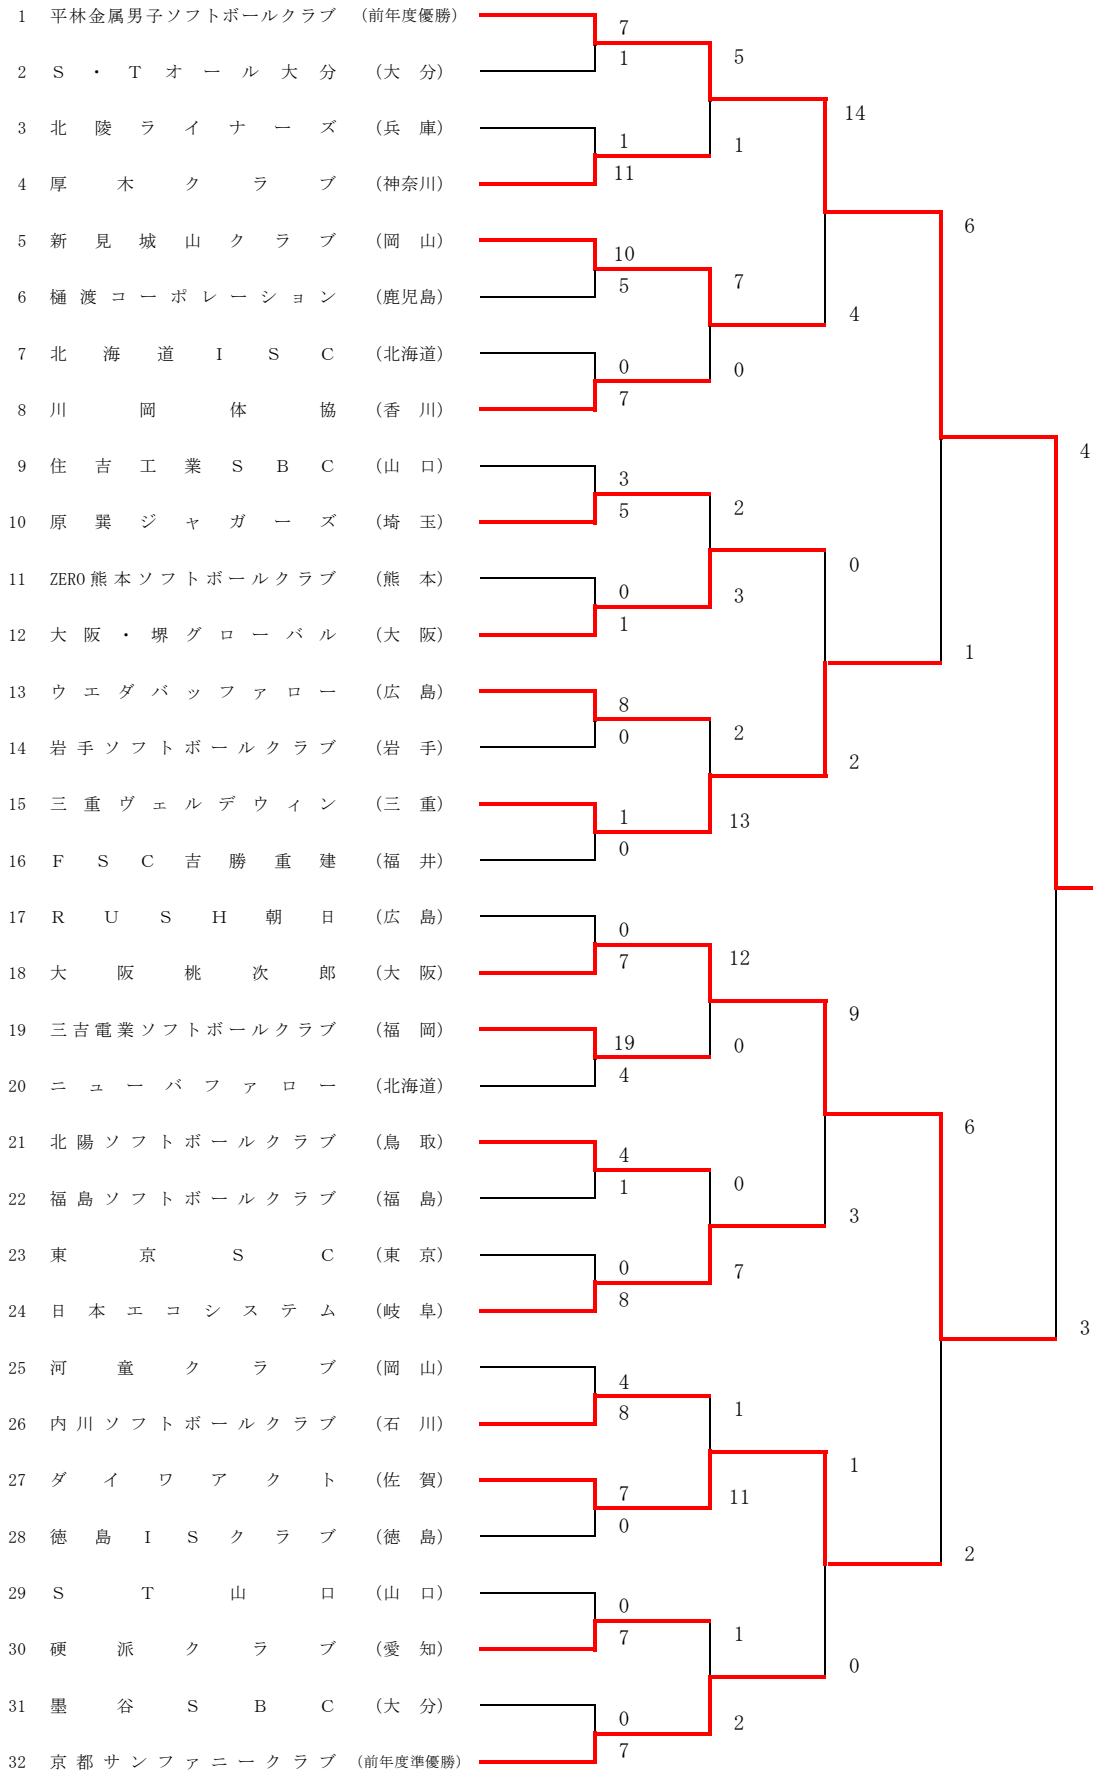 1 平林金属男子ソフトボールクラブ (前年度優勝)
7
1
5
2 S・Tオール大分 (大分)
14
3 北陵ライナーズ (兵庫)
1
11
1
4 厚木クラブ (神奈川)
6
5 新見城山クラブ (岡山)
10
5
7
6 樋渡コーポレーション (鹿児島)
4
7 北海道ISC (北海道)
0
7
0
8 川岡体協 (香川)
4
9 住吉工業SBC (山口)
3
5
2
10 原巽ジャガーズ (埼玉)
0
11 ZERO熊本ソフトボールクラブ (熊本)
0
1
3
12 大阪・堺グローバル (大阪)
1
13 ウエダバッファロー (広島)
8
0
2
14 岩手ソフトボールクラブ (岩手)
2
15 三重ヴェルデウィン (三重)
1
0
13
16 FSC吉勝重建 (福井)
17 RUSH朝日 (広島)
0
7
12
18 大阪桃次郎 (大阪)
9
19 三吉電業ソフトボールクラブ (福岡)
19
4
0
20 ニューバファロー (北海道)
6
21 北陽ソフトボールクラブ (鳥取)
4
1
0
22 福島ソフトボールクラブ (福島)
3
23 東京SC (東京)
0
8
7
24 日本エコシステム (岐阜)
3
25 河童クラブ (岡山)
4
8
1
26 内川ソフトボールクラブ (石川)
1
27 ダイワアクト (佐賀)
7
0
11
28 徳島ISクラブ (徳島)
2
29 ST山口 (山口)
0
7
1
30 硬派クラブ (愛知)
0
31 墨谷SBC (大分)
0
7
2
32 京都サンファニークラブ (前年度準優勝)